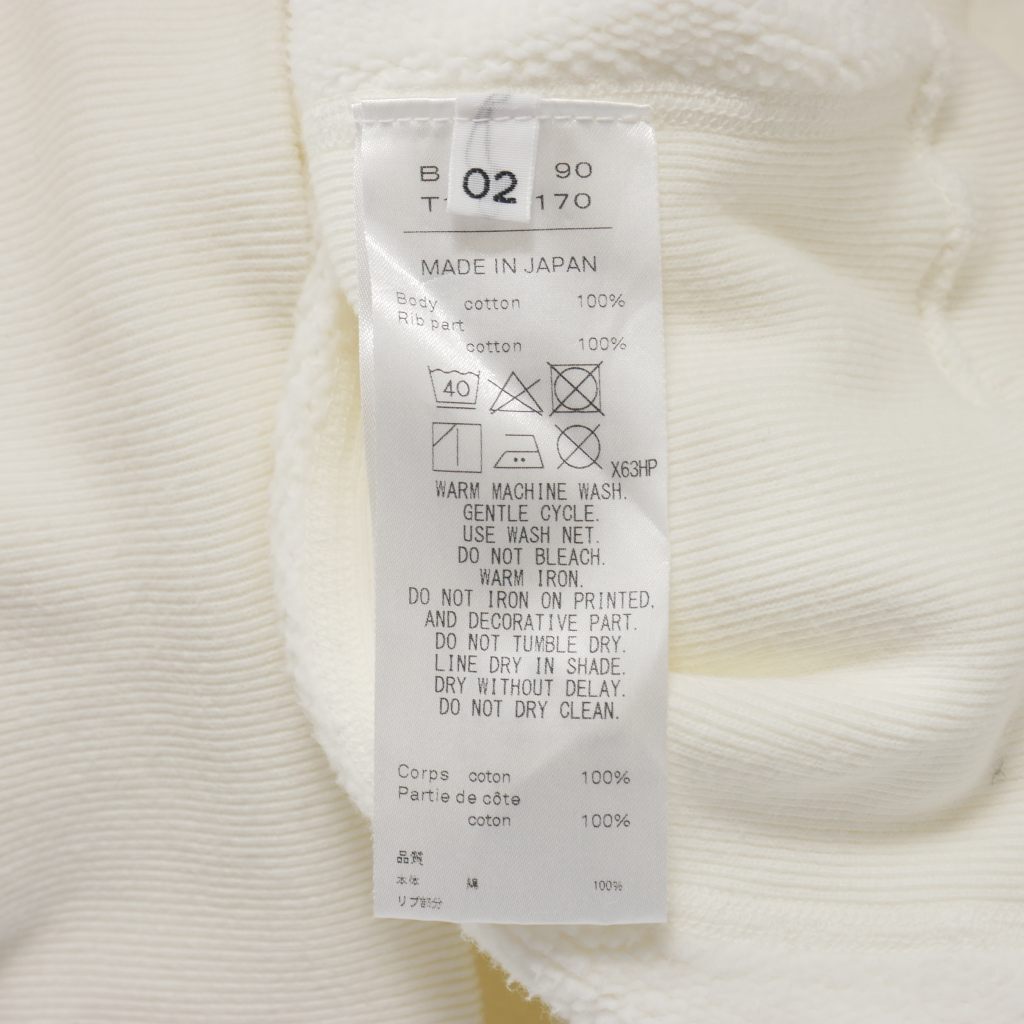 B 90
02
T 170
MADE IN JAPAN
Body cotton 100%
Rib part
cotton 100%
40
X63HP
WARM MACHINE WASH.
GENTLE CYCLE.
USE WASH NET.
DO NOT BLEACH.
WARM IRON.
DO NOT IRON ON PRINTED,
AND DECORATIVE PART.
DO NOT TUMBLE DRY.
LINE DRY IN SHADE.
DRY WITHOUT DELAY.
DO NOT DRY CLEAN.
Corps coton 100%
Partie de côte
coton 100%
品質
本体 綿 100%
リブ部分